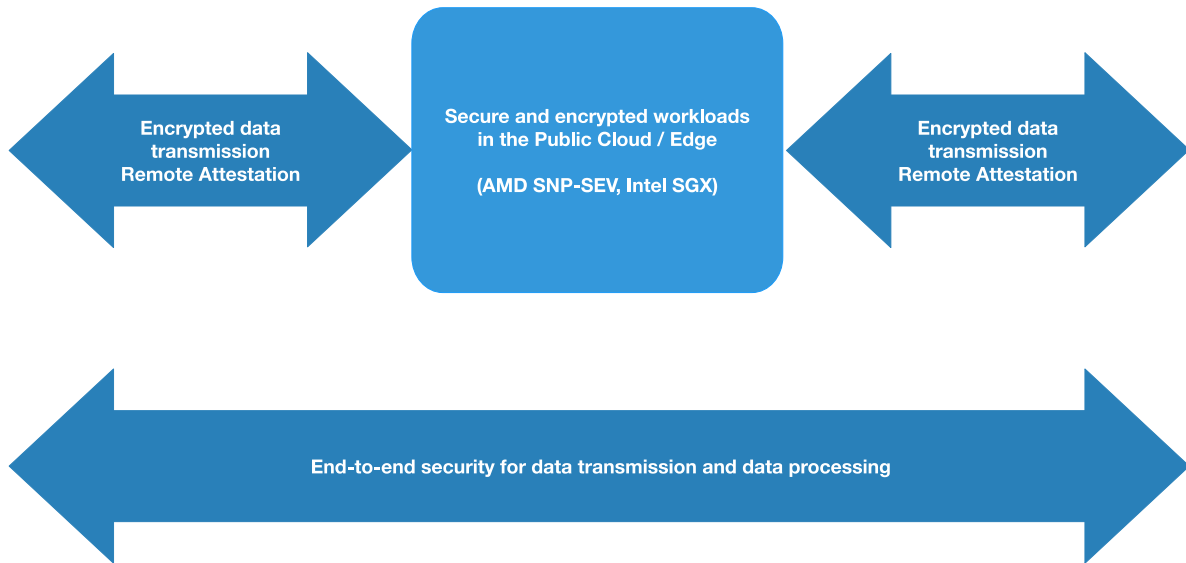 Encrypted data
transmission
Remote Attestation
Secure and encrypted workloads
in the Public Cloud / Edge
(AMD SNP-SEV, Intel SGX)
Encrypted data
transmission
Remote Attestation
End-to-end security for data transmission and data processing